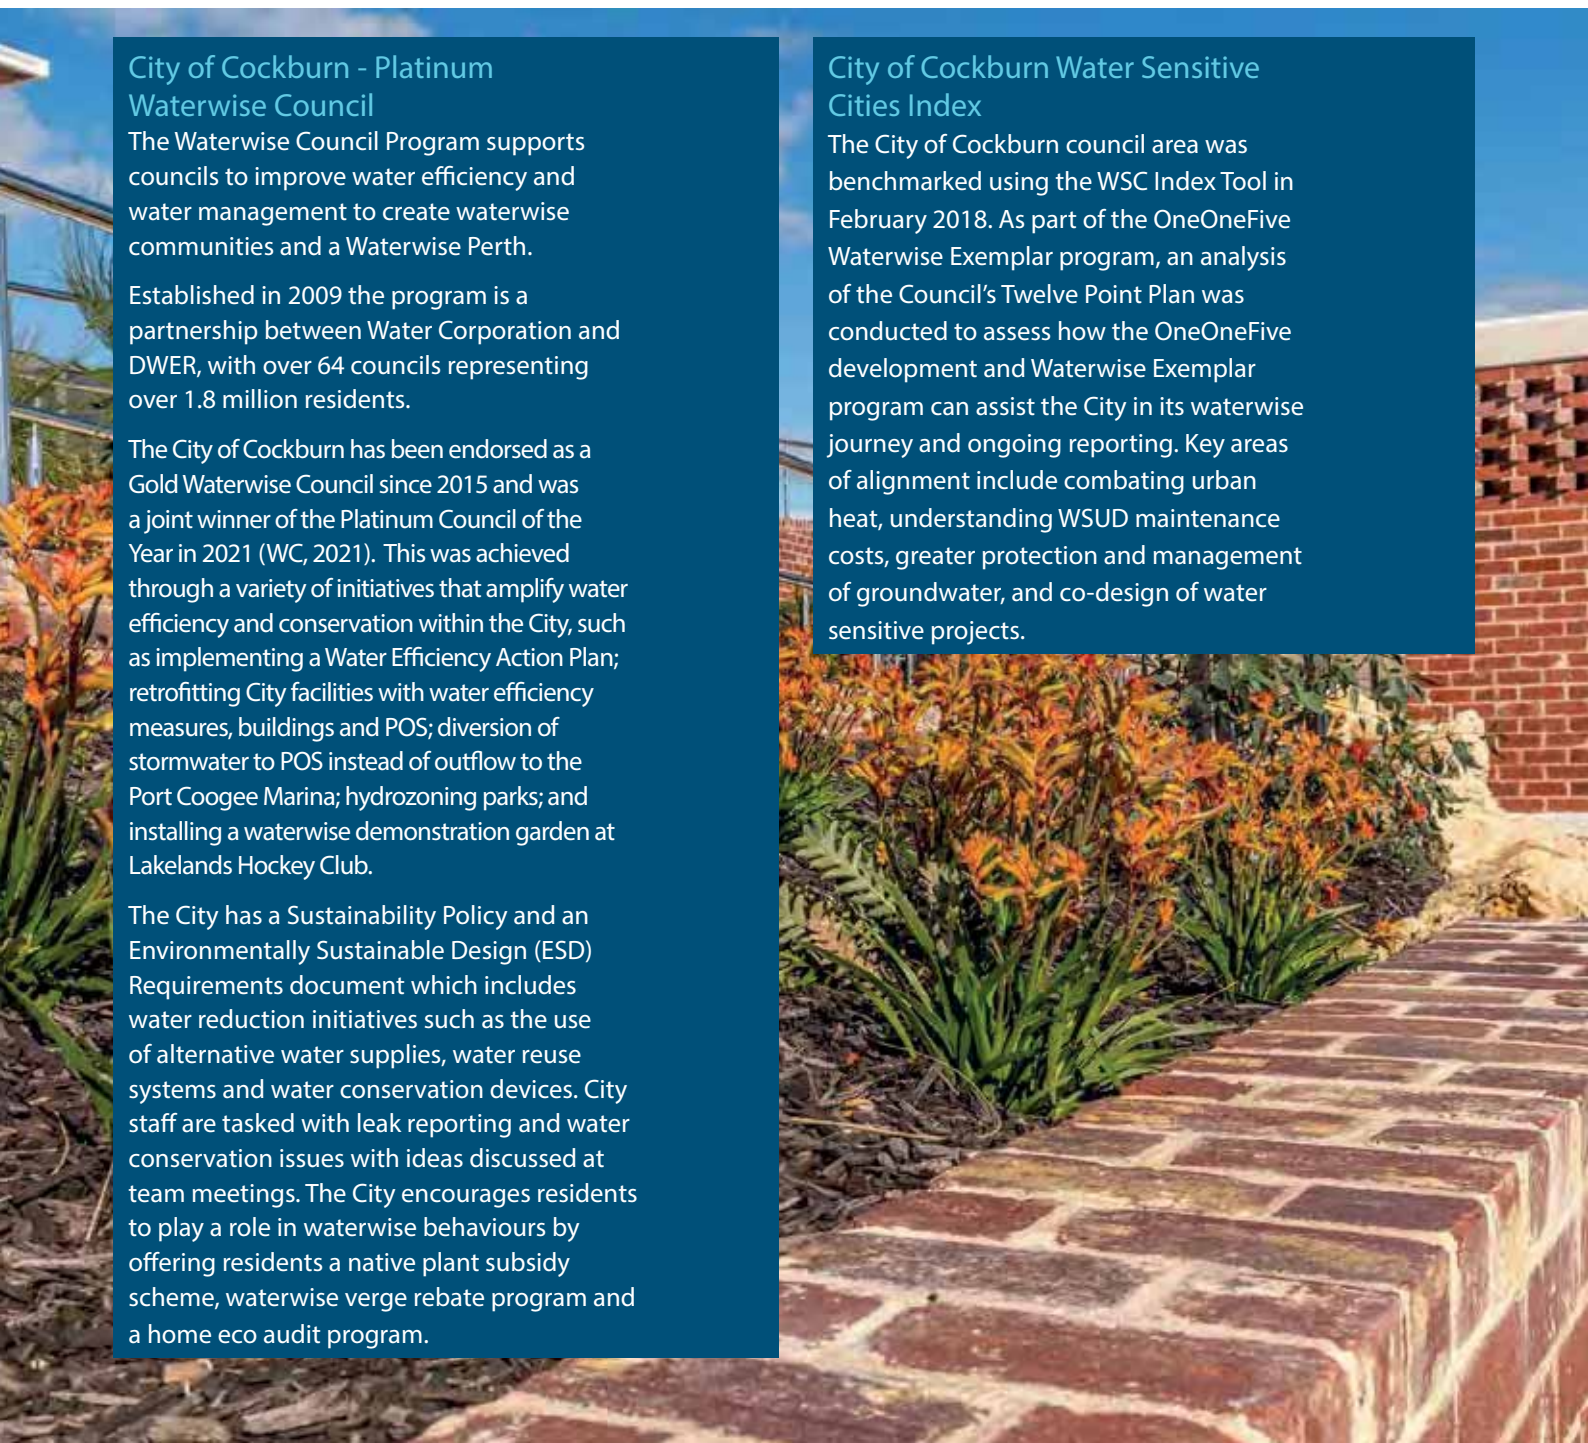 City of Cockburn - Platinum
Waterwise Council
The Waterwise Council Program supports
councils to improve water efficiency and
water management to create waterwise
communities and a Waterwise Perth.
Established in 2009 the program is a
partnership between Water Corporation and
DWER, with over 64 councils representing
over 1.8 million residents.
The City of Cockburn has been endorsed as a
Gold Waterwise Council since 2015 and was
a joint winner of the Platinum Council of the
Year in 2021 (WC, 2021).  This was achieved
through a variety of initiatives that amplify water
efficiency and conservation within the City, such
as implementing a Water Efficiency Action Plan;
retrofitting City facilities with water efficiency
measures, buildings and POS; diversion of
stormwater to POS instead of outflow to the
Port Coogee Marina; hydrozoning parks; and
installing a waterwise demonstration garden at
Lakelands Hockey Club.
The City has a Sustainability Policy and an
Environmentally Sustainable Design (ESD)
Requirements document which includes
water reduction initiatives such as the use
of alternative water supplies, water reuse
systems and water conservation devices. City
staff are tasked with leak reporting and water
conservation issues with ideas discussed at
team meetings. The City encourages residents
to play a role in waterwise behaviours by
offering residents a native plant subsidy
scheme, waterwise verge rebate program and
a home eco audit program.
City of Cockburn Water Sensitive
Cities Index
The City of Cockburn council area was
benchmarked using the WSC Index Tool in
February 2018. As part of the OneOneFive
Waterwise Exemplar program, an analysis
of the Council's Twelve Point Plan was
conducted to assess how the OneOneFive
development and Waterwise Exemplar
program can assist the City in its waterwise
journey and ongoing reporting. Key areas
of alignment include combating urban
heat, understanding WSUD maintenance
costs, greater protection and management
of groundwater, and co-design of water
sensitive projects.